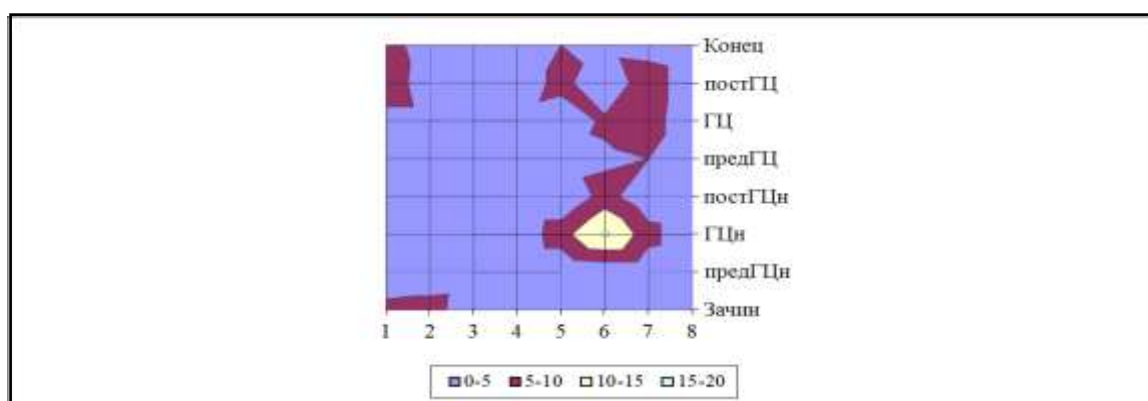 Конец
постГЦ
ГЦ
предГЦ
постГЦн
ГЦн
предГЦн
Зачин
1 2 3 4 5 6 7 8
0-5 5-10 10-15 15-20